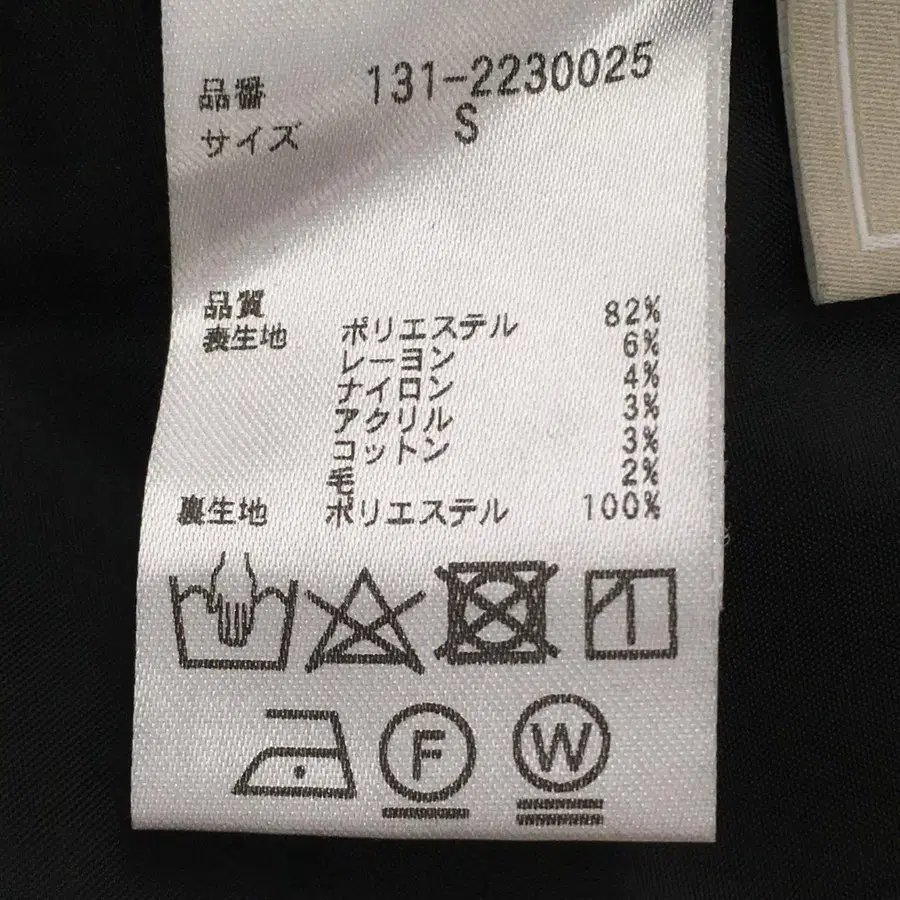 品番 131-2230025
サイズ S
品質
表生地 ポリエステル 82%
レーヨン 6%
ナイロン 4%
アクリル 3%
コットン 3%
毛 2%
裏生地 ポリエステル 100%
F
W